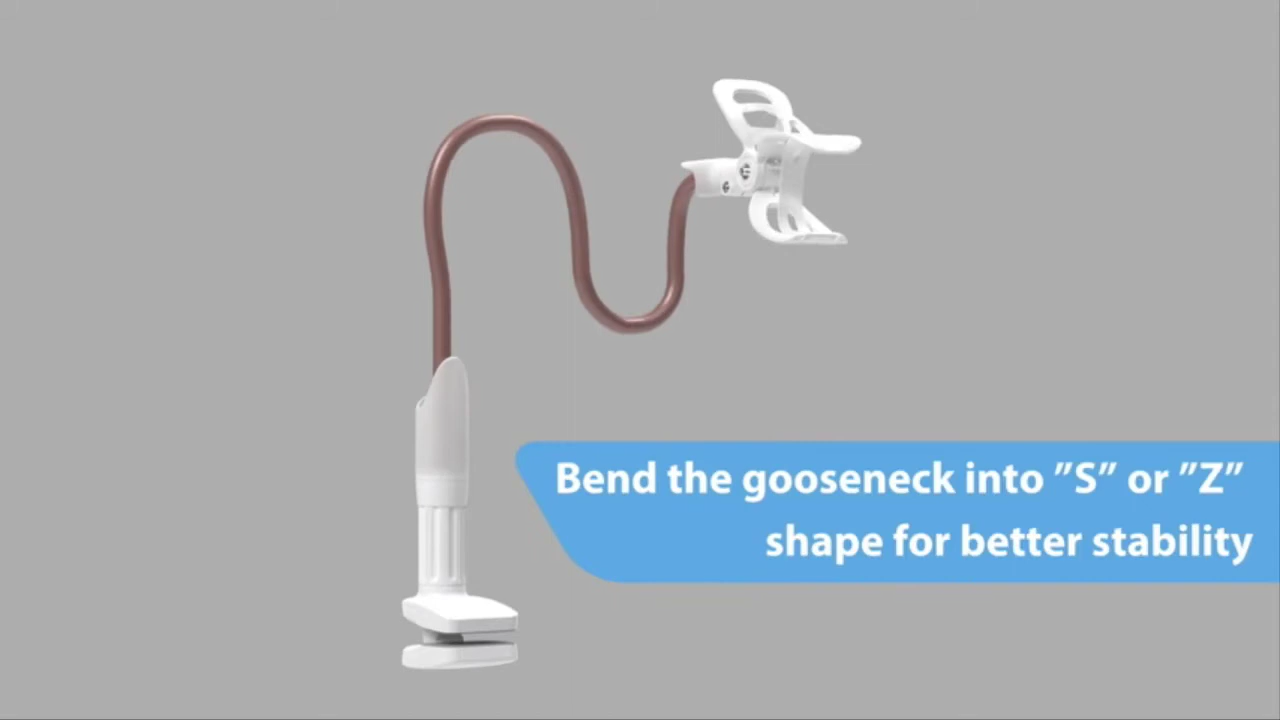 Bend the gooseneck into ”S” or ”Z”
shape for better stability